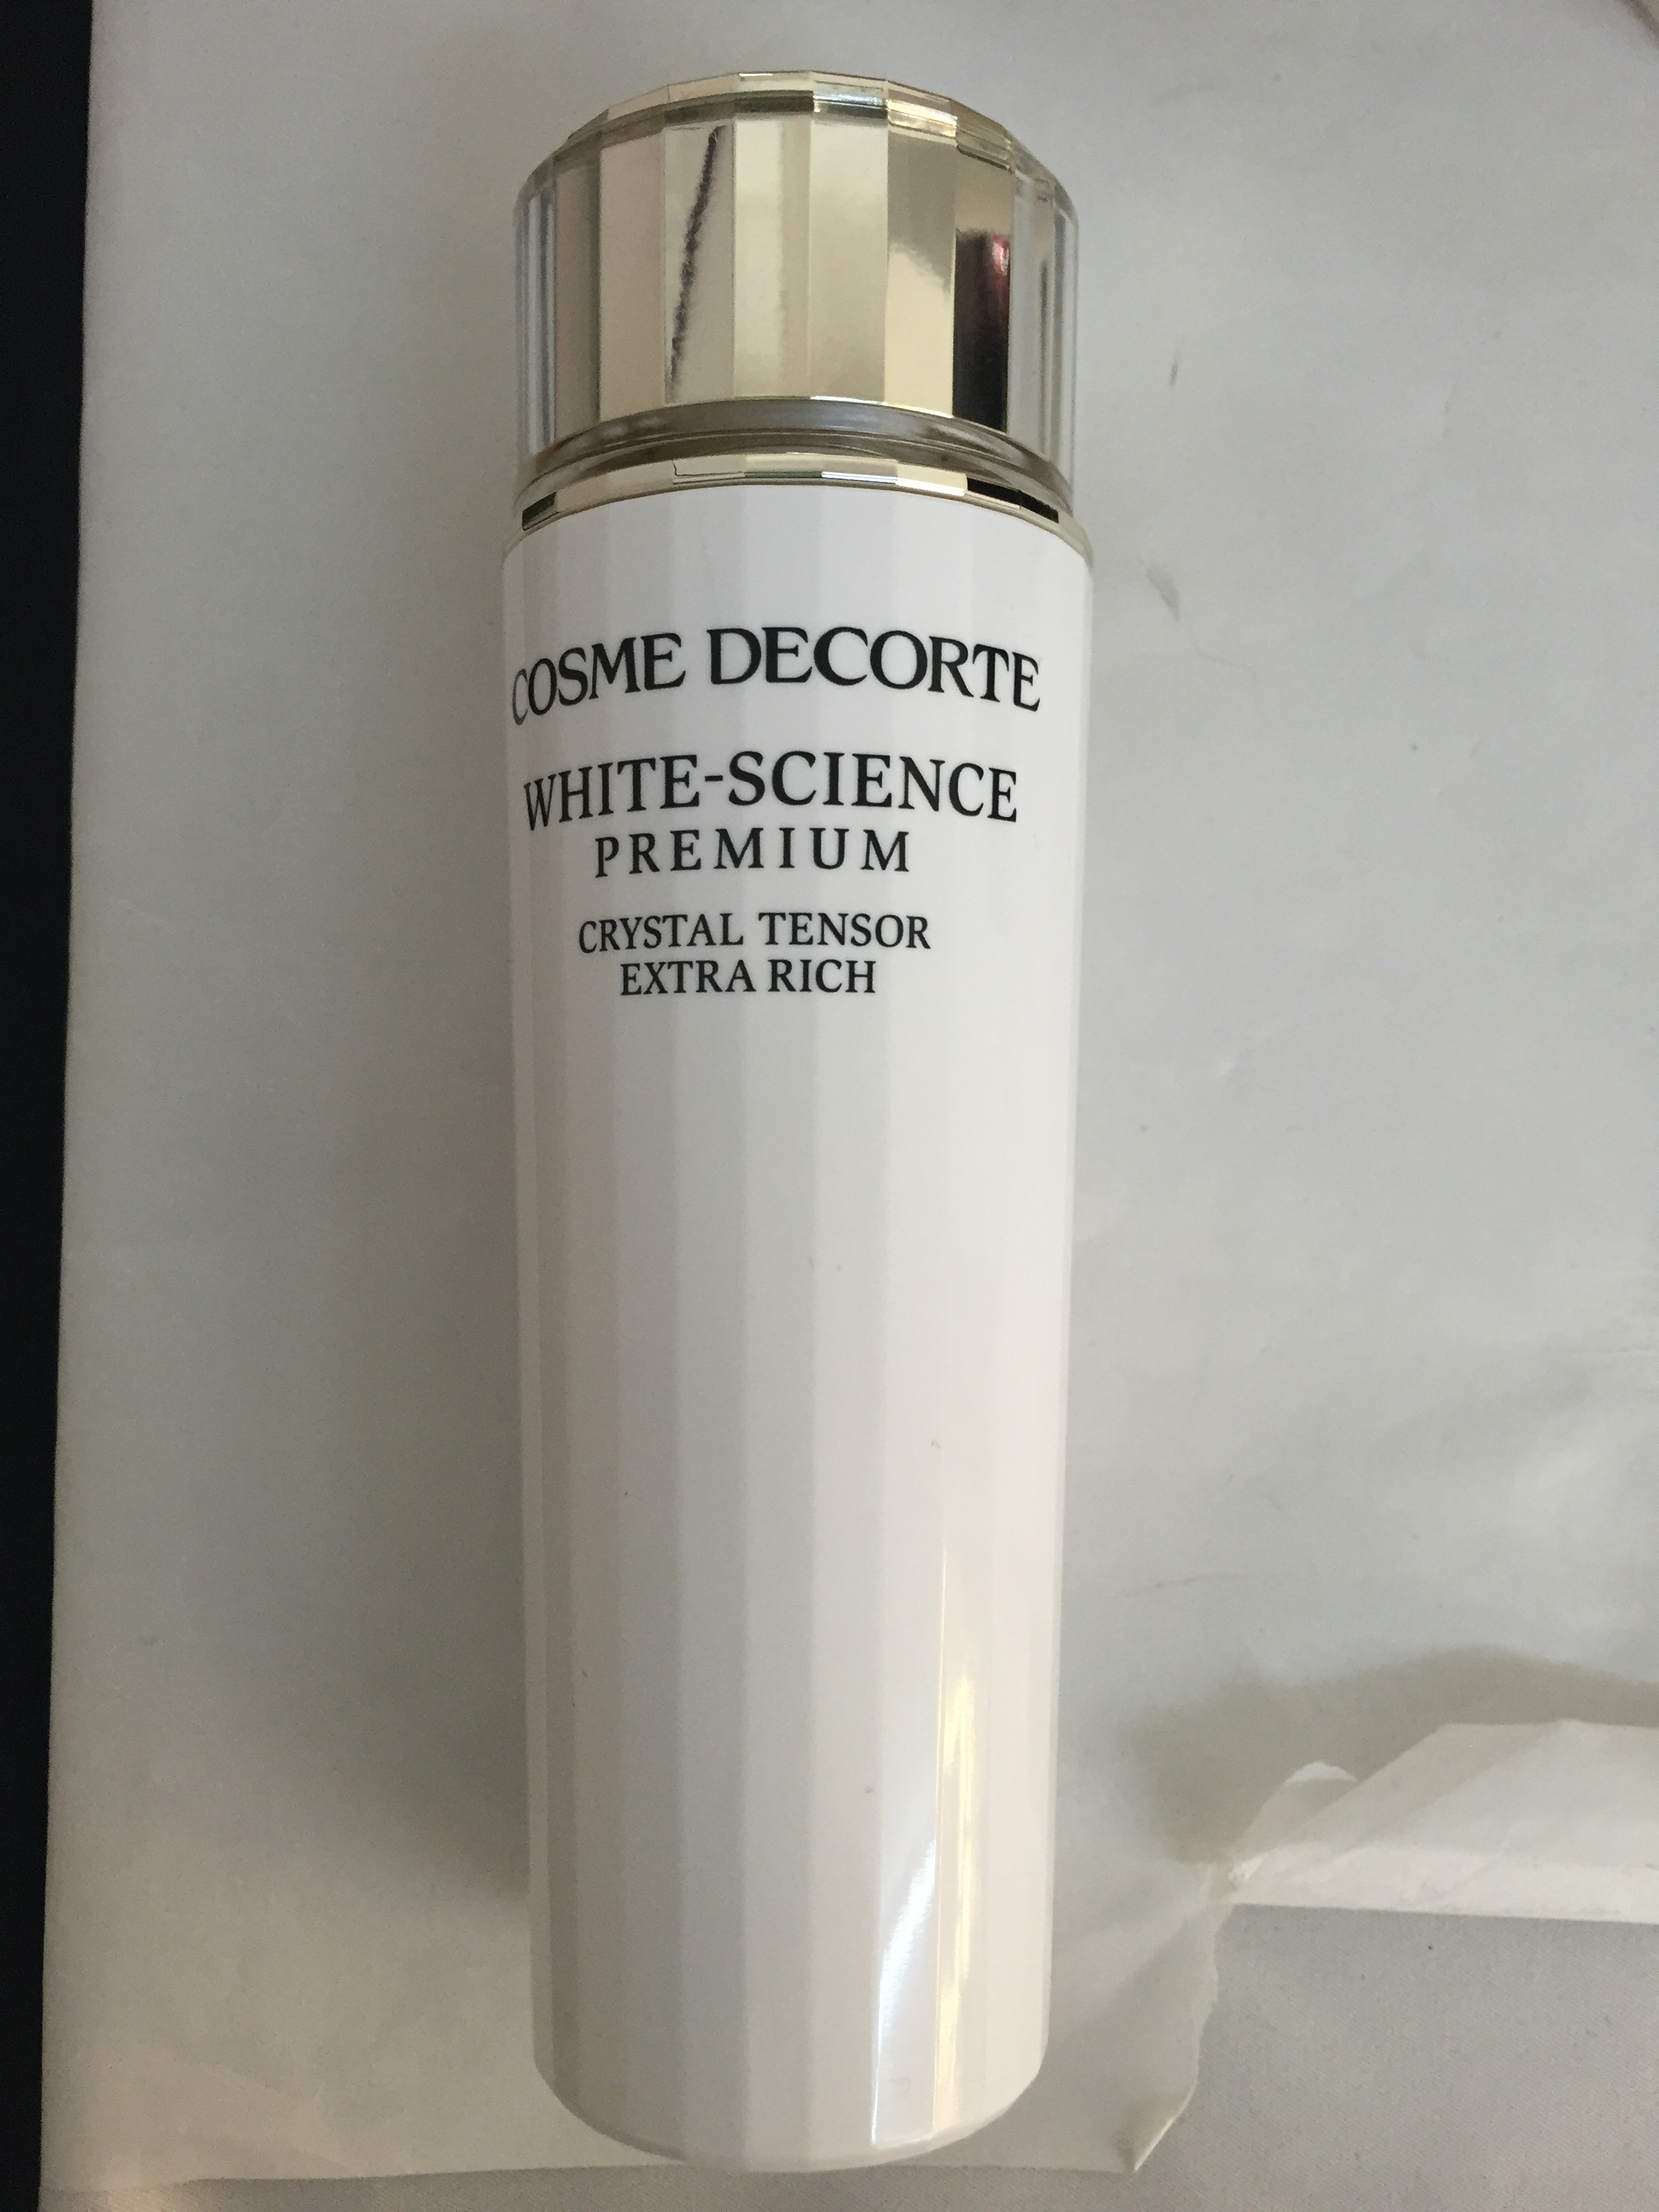 COSME DECORTE
WHITE-SCIENCE
PREMIUM
CRYSTAL TENSOR
EXTRA RICH